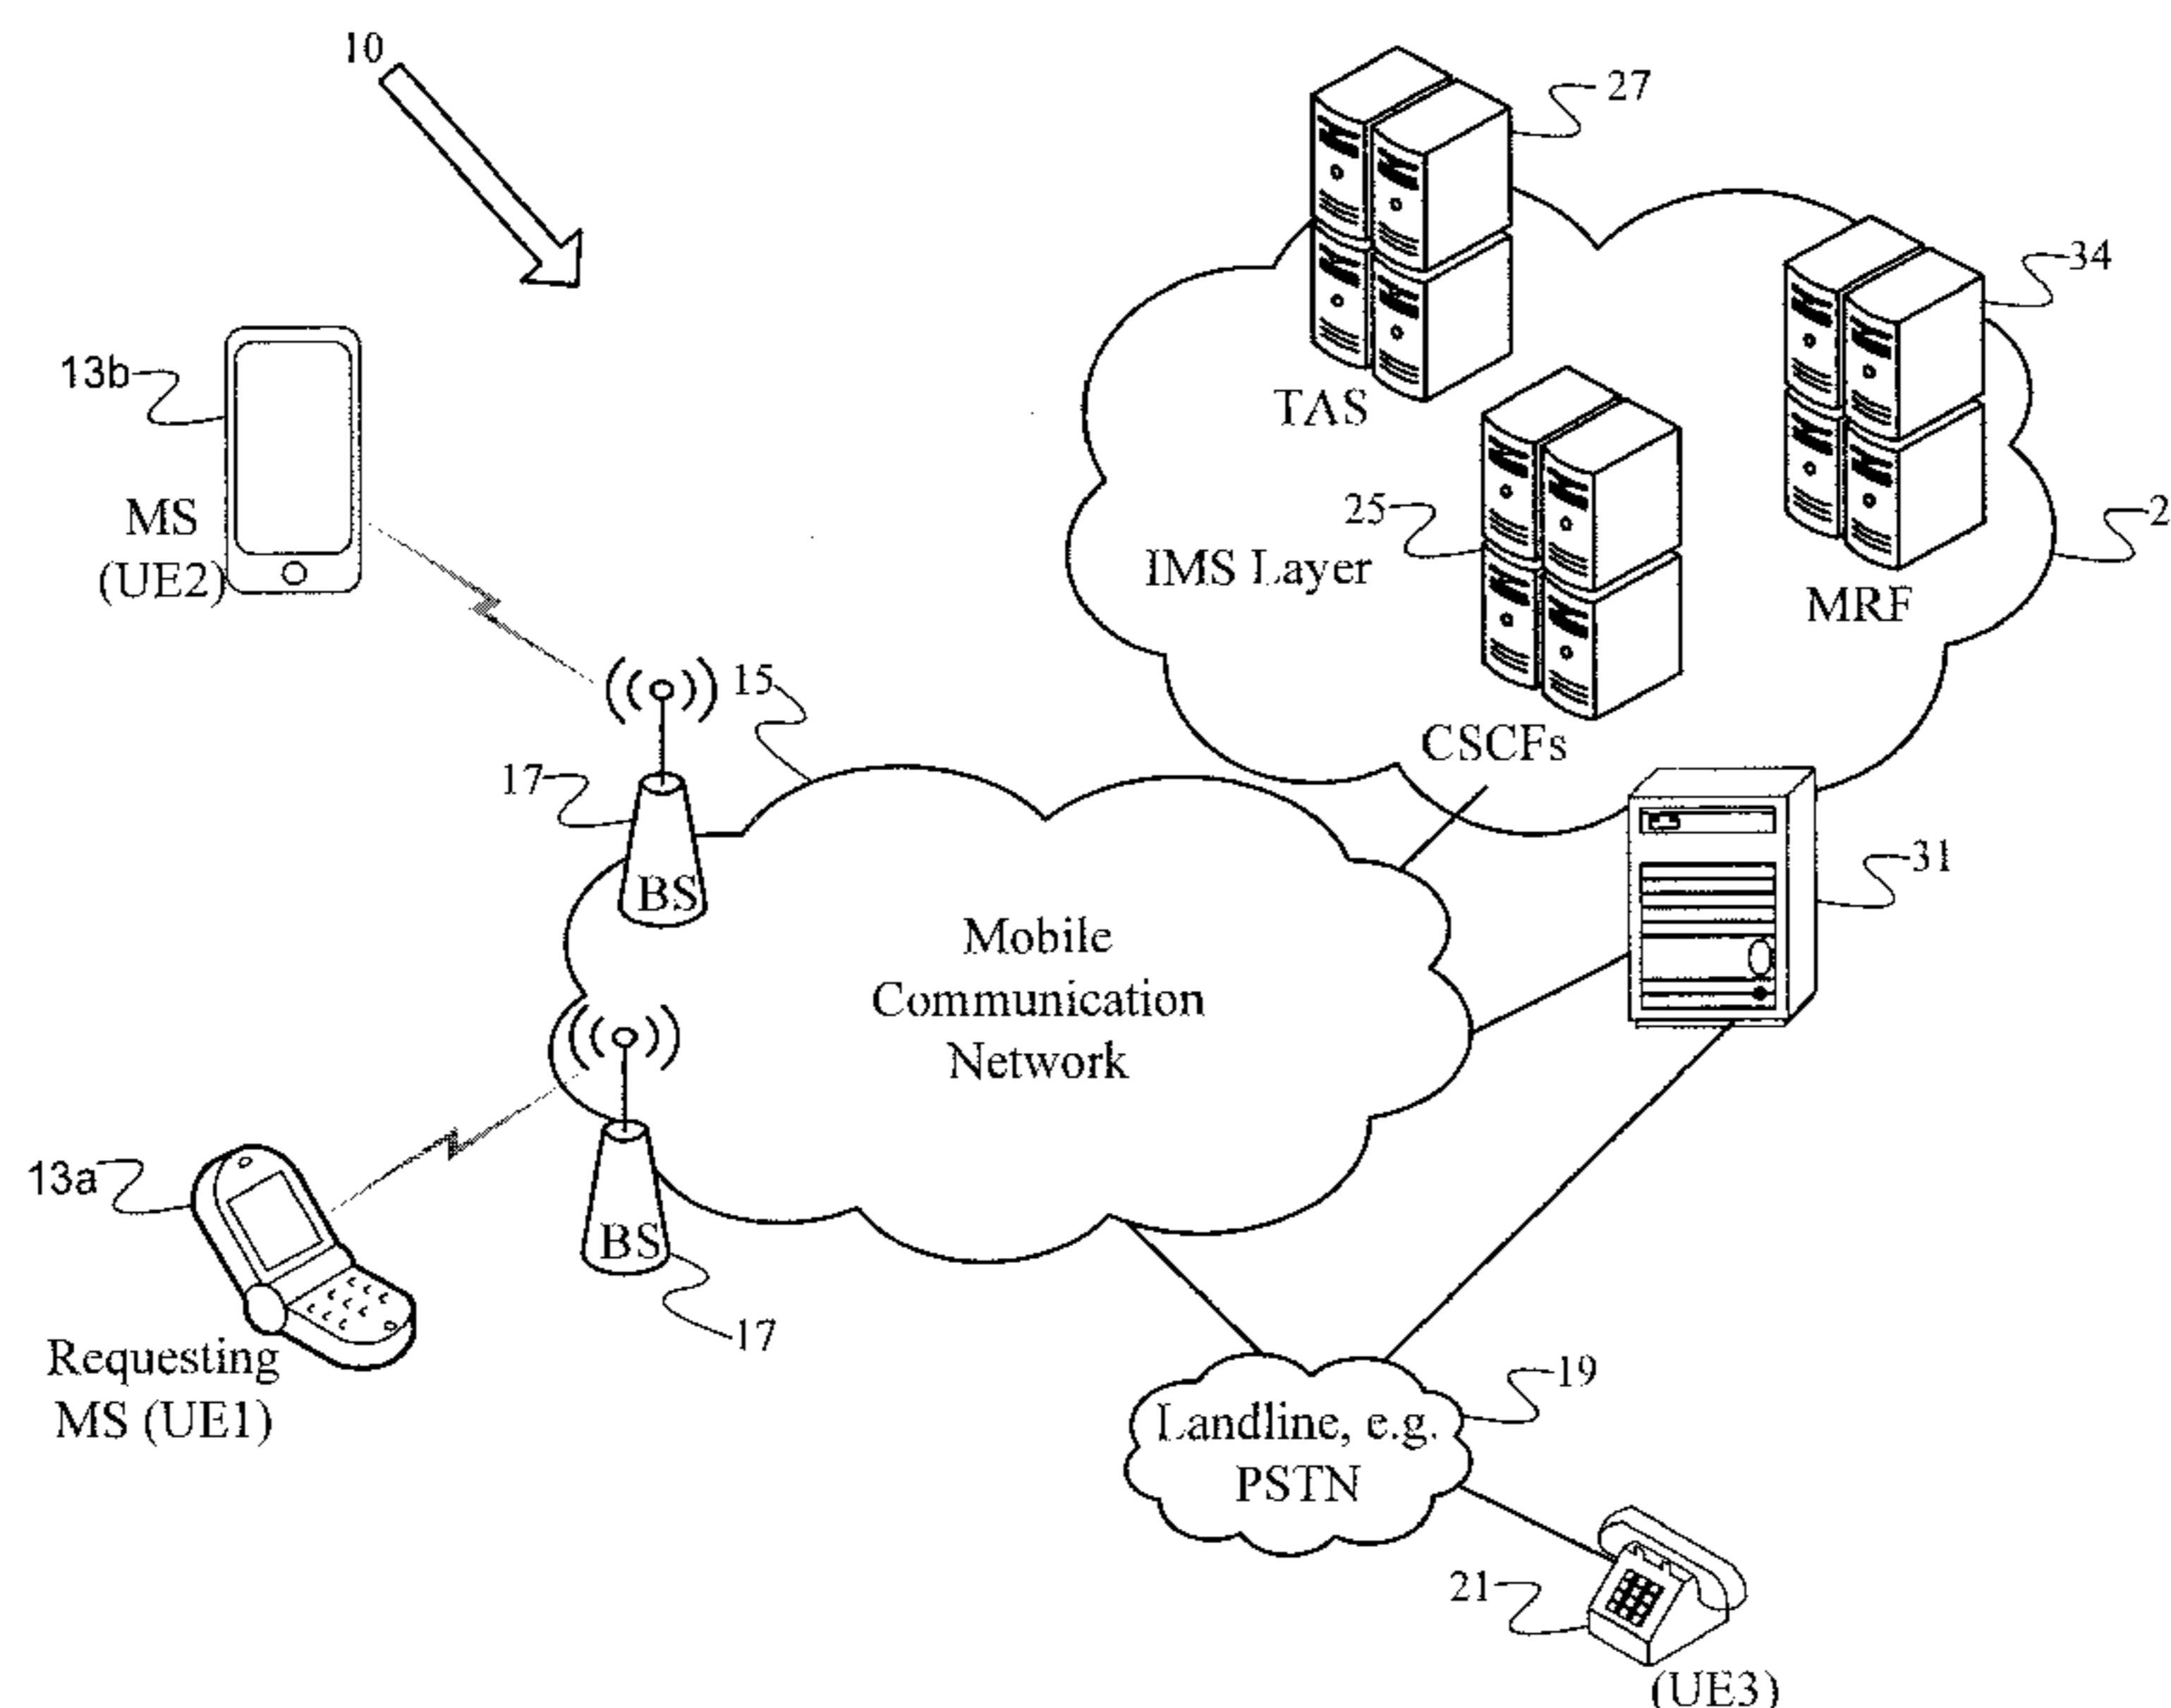 10
27
34
13b
TAS
MS
(UE2)
25
2
IMS Layer
MRF
15
CSCFs
17
BS
31
Mobile
Communication
Network
13a
BS
17
Requesting
MS (UE1)
19
Landline, e.g.
PSTN
21
(UE3)